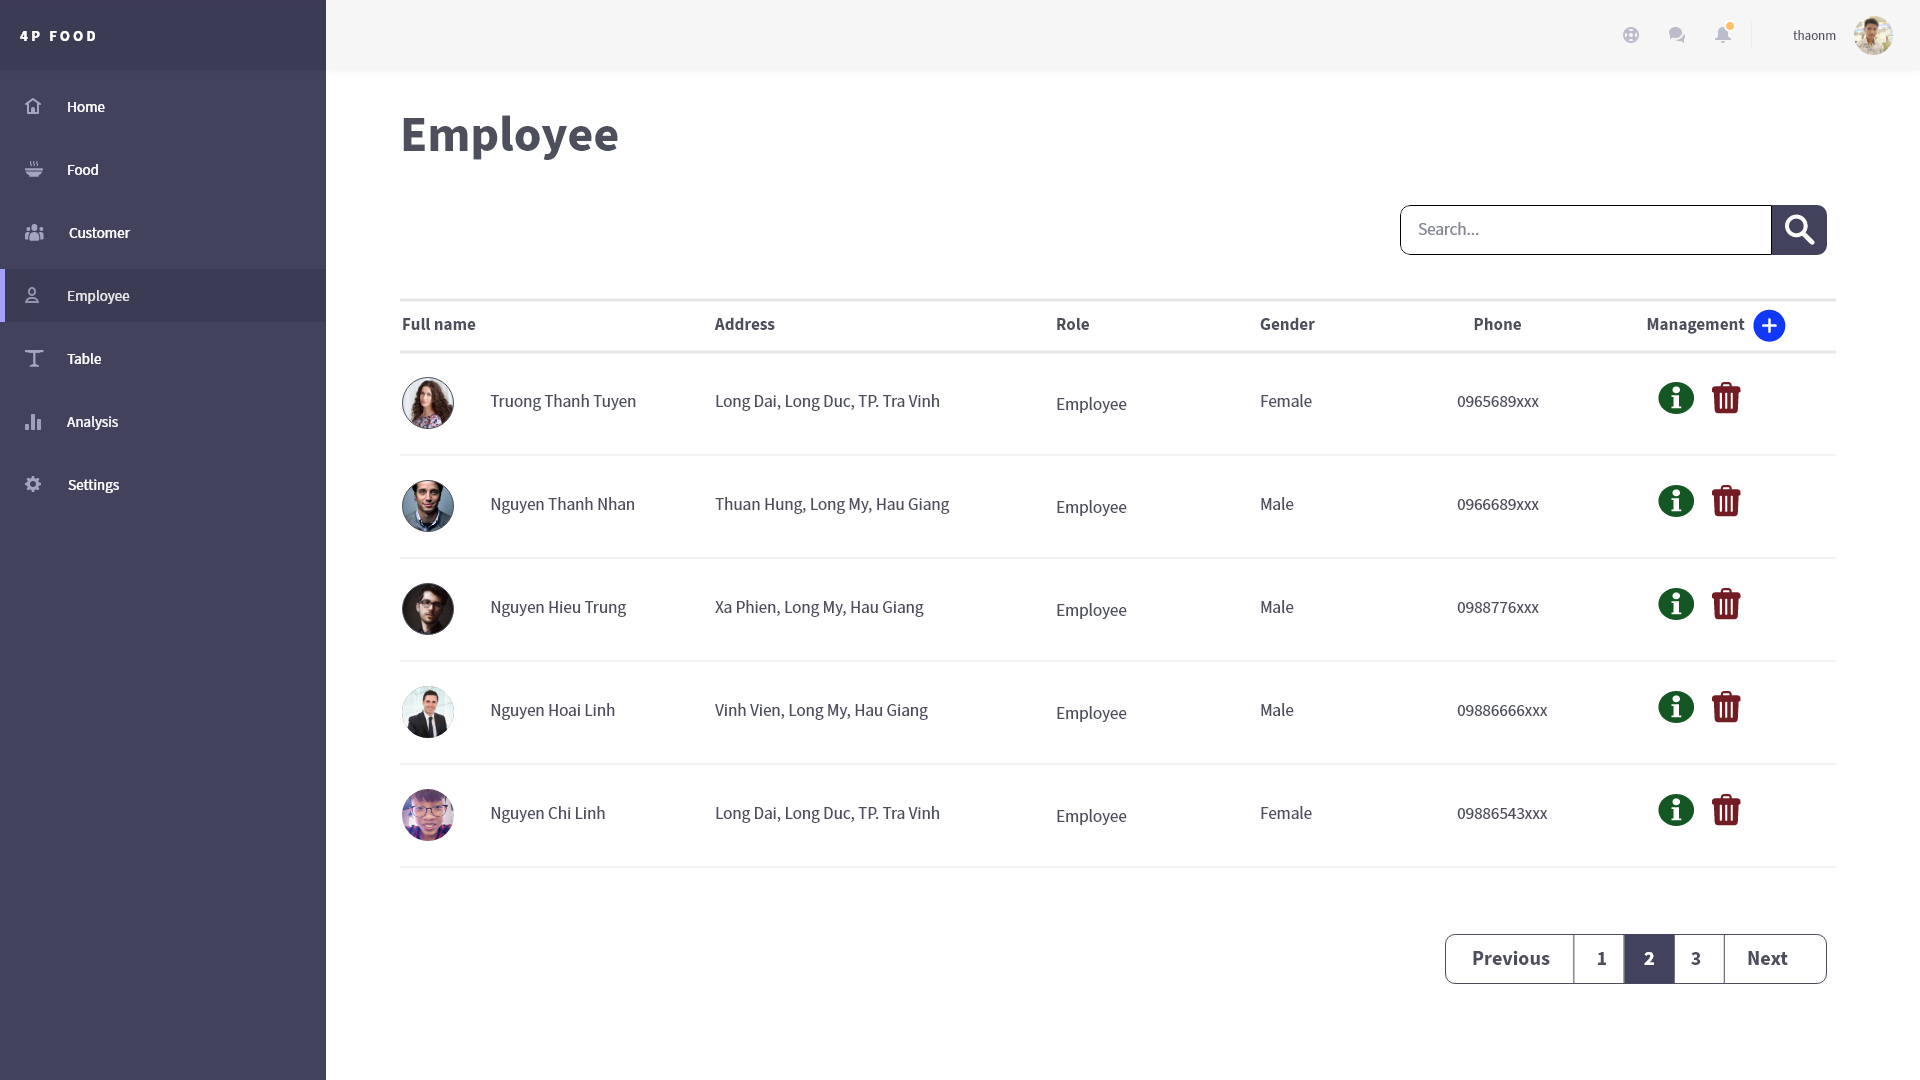 4P FOOD
thaonm
Home
Food
Customer
Employee
Table
Analysis
Settings
Employee
Search...
Full name Address Role Gender Phone Management
Truong Thanh Tuyen Long Dai, Long Duc, TP. Tra Vinh Employee Female 0965689xxx
Nguyen Thanh Nhan Thuan Hung, Long My, Hau Giang Employee Male 0966689xxx
Nguyen Hieu Trung Xa Phien, Long My, Hau Giang Employee Male 0988776xxx
Nguyen Hoai Linh Vinh Vien, Long My, Hau Giang Employee Male 09886666xxx
Nguyen Chi Linh Long Dai, Long Duc, TP. Tra Vinh Employee Female 09886543xxx
Previous 1 2 3 Next